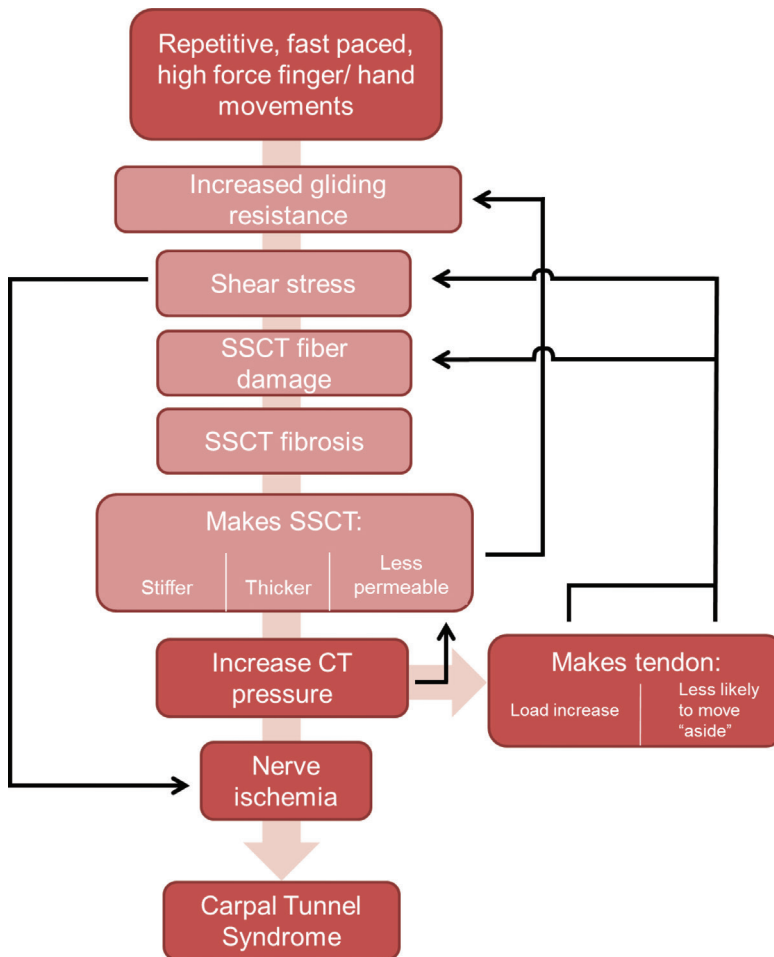 Repetitive, fast paced,
high force finger/ hand
movements
Increased gliding
resistance
Shear stress
SSCT fiber
damage
SSCT fibrosis
Makes SSCT:
Stiffer
Thicker
Less
permeable
Increase CT
pressure
Makes tendon:
Load increase
Less likely
to move
“aside”
Nerve
ischemia
Carpal Tunnel
Syndrome